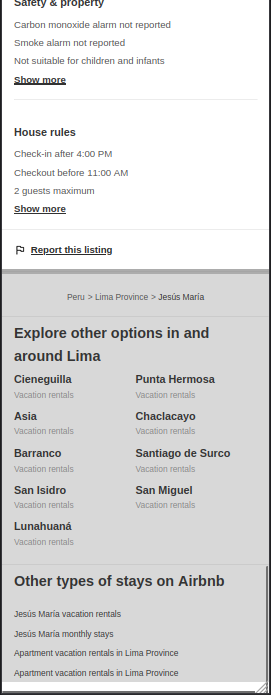 Safety & property
Carbon monoxide alarm not reported
Smoke alarm not reported
Not suitable for children and infants
Show more
House rules
Check-in after 4:00 PM
Checkout before 11:00 AM
2 guests maximum
Show more
Report this listing
Peru > Lima Province > Jesús María
Explore other options in and
around Lima
Cieneguilla
Vacation rentals
Punta Hermosa
Vacation rentals
Asia
Vacation rentals
Chaclacayo
Vacation rentals
Barranco
Vacation rentals
Santiago de Surco
Vacation rentals
San Isidro
Vacation rentals
San Miguel
Vacation rentals
Lunahuaná
Vacation rentals
Other types of stays on Airbnb
Jesús María vacation rentals
Jesús María monthly stays
Apartment vacation rentals in Lima Province
Apartment vacation rentals in Lima Province